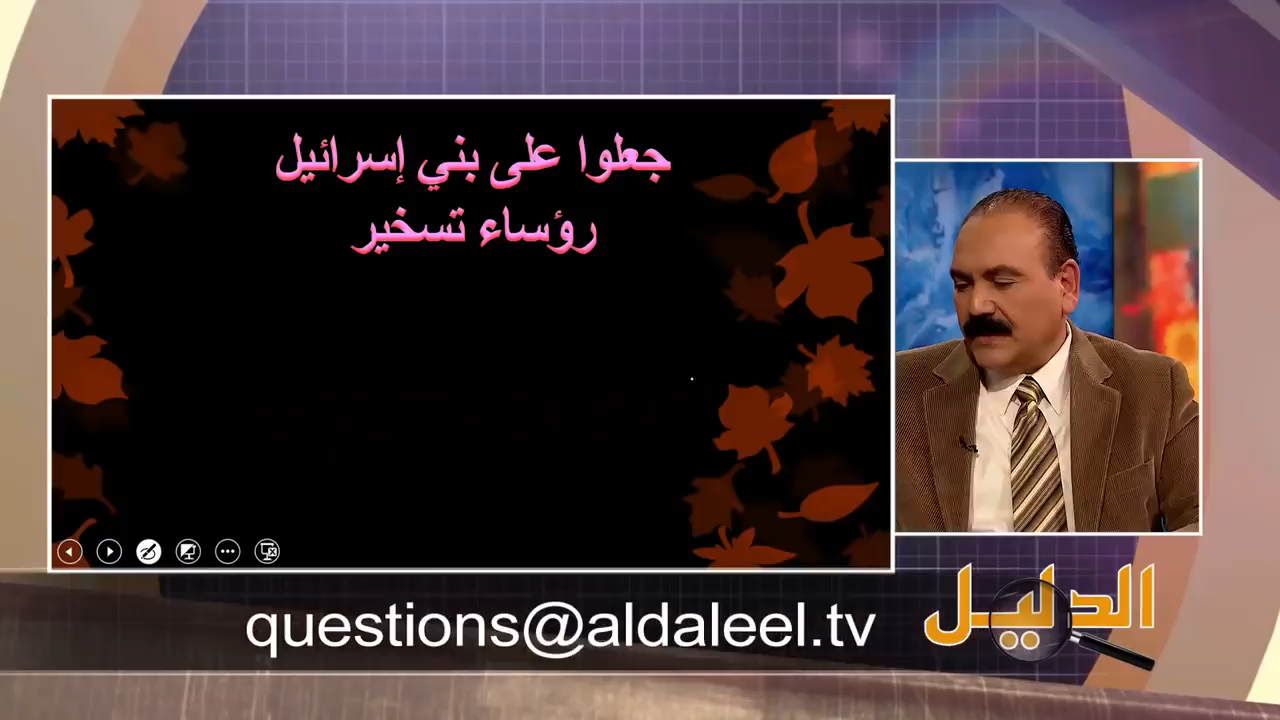 جعلوا على بني إسرائيل
رؤساء تسخير
questions@aldaleel.tv
الدليل